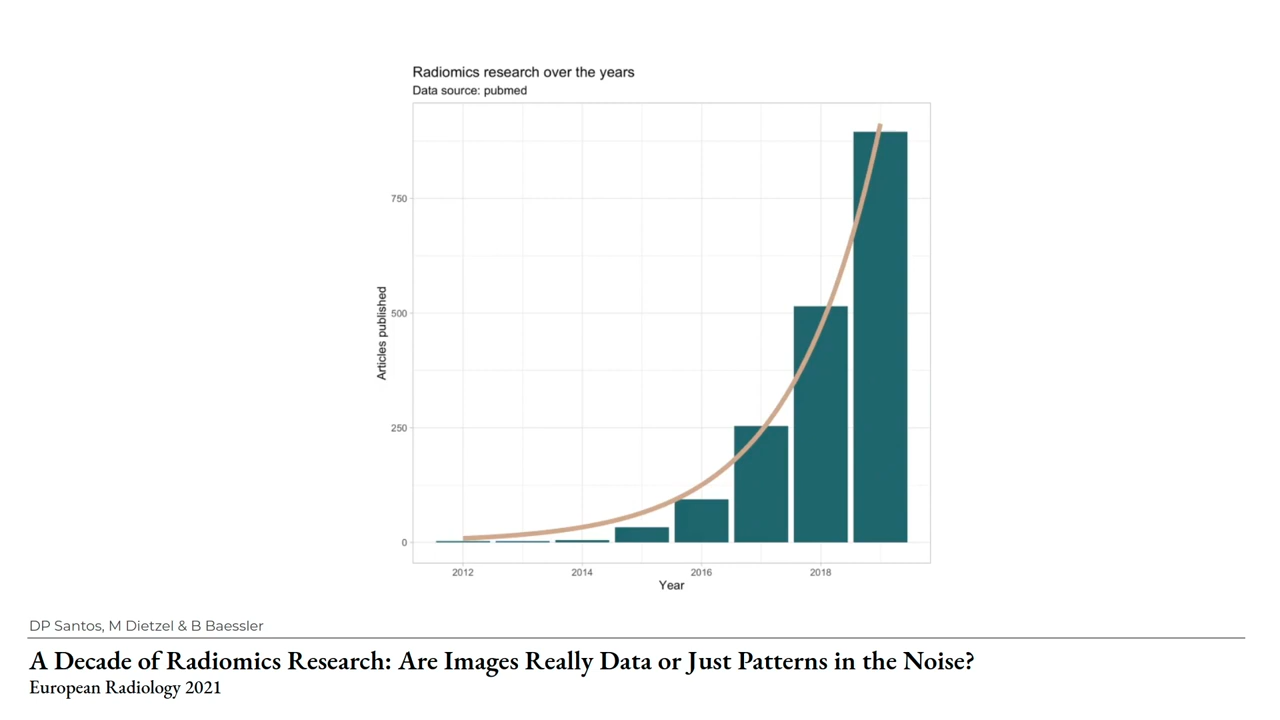 Radiomics research over the years
Data source: pubmed
750
500
250
0
Articles published
2012 2014 2016 2018
Year
DP Santos, M Dietzel & B Baessler
A Decade of Radiomics Research: Are Images Really Data or Just Patterns in the Noise?
European Radiology 2021